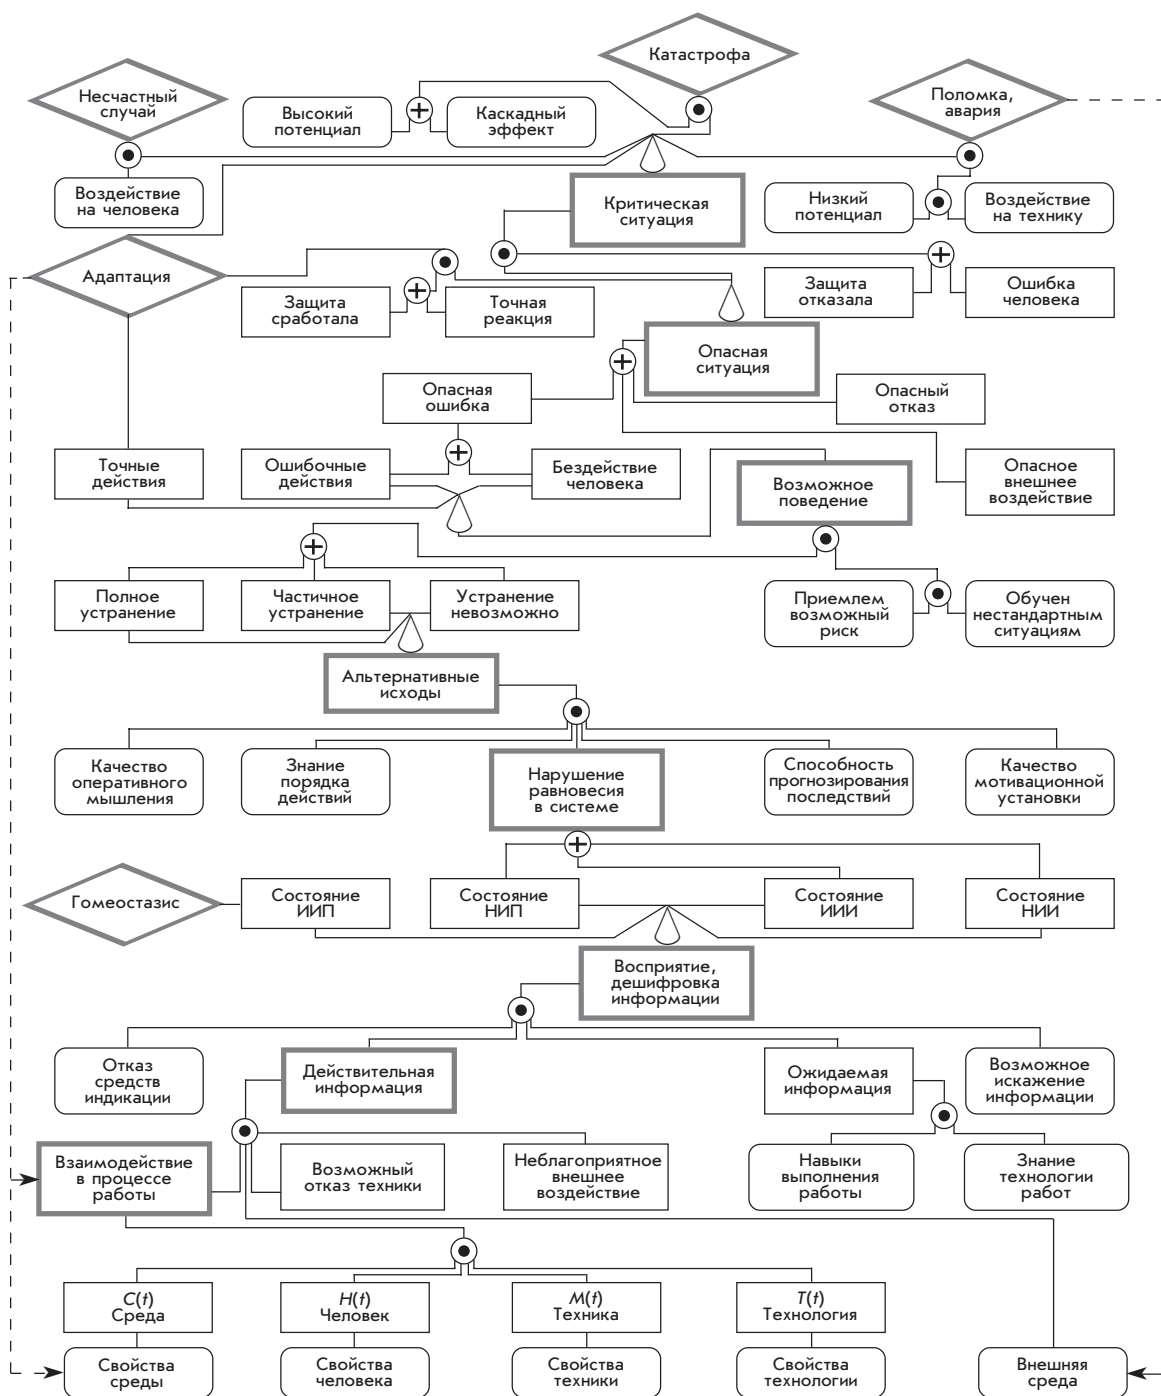 Катастрофа
Несчастный
случай
Высокий
потенциал
Каскадный
эффект
Поломка,
авария
Воздействие
на человека
Критическая
ситуация
Низкий
потенциал
Воздействие
на технику
Адаптация
Защита
сработала
Точная
реакция
Защита
отказала
Ошибка
человека
Опасная
ситуация
Опасная
ошибка
Опасный
отказ
Точные
действия
Ошибочные
действия
Бездействие
человека
Возможное
поведение
Опасное
внешнее
воздействие
Полное
устранение
Частичное
устранение
Устранение
невозможно
Приемлем
возможный
риск
Обучен
нестандартным
ситуациям
Альтернативные
исходы
Качество
оперативного
мышления
Знание
порядка
действий
Нарушение
равновесия
в системе
Способность
прогнозирования
последствий
Качество
мотивационной
установки
Гомеостазис
Состояние
ИИП
Состояние
НИП
Состояние
ИИИ
Состояние
НИИ
Восприятие,
дешифровка
информации
Отказ
средств
индикации
Действительная
информация
Ожидаемая
информация
Возможное
искажение
информации
Взаимодействие
в процессе
работы
Возможный
отказ техники
Неблагоприятное
внешнее
воздействие
Навыки
выполнения
работы
Знание
технологии
работ
C(t)
Среда
H(t)
Человек
M(t)
Техника
T(t)
Технология
Свойства
среды
Свойства
человека
Свойства
техники
Свойства
технологии
Внешняя
среда